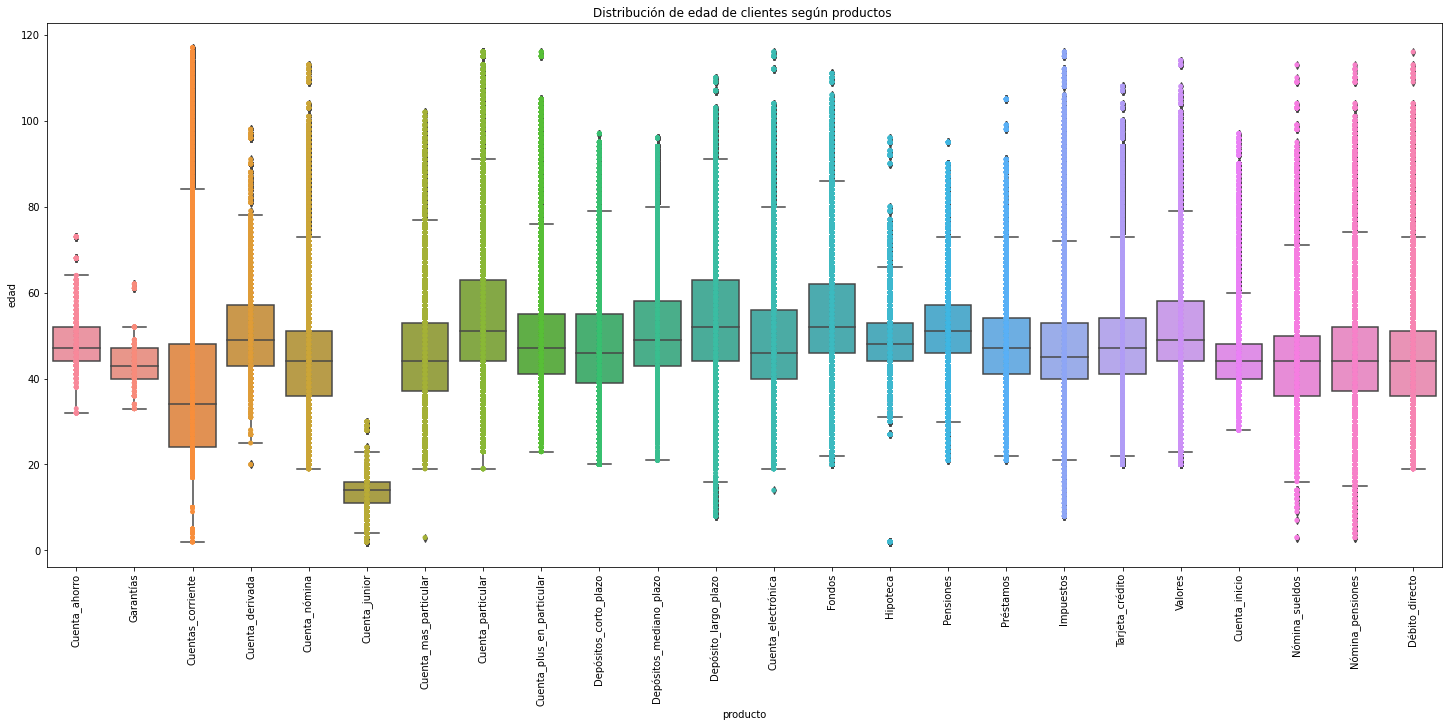 Distribución de edad de clientes según productos
edad
120
100
80
60
40
20
0
Cuenta_ahorro
Garantías
Cuentas_corriente
Cuenta_derivada
Cuenta_nómina
Cuenta_junior
Cuenta_mas_particular
Cuenta_particular
Cuenta_plus_en_particular
Depósitos_corto_plazo
Depósitos_mediano_plazo
Depósito_largo_plazo
Cuenta_electrónica
Fondos
Hipoteca
Pensiones
Préstamos
Impuestos
Tarjeta_crédito
Valores
Cuenta_inicio
Nómina_sueldos
Nómina_pensiones
Débito_directo
producto